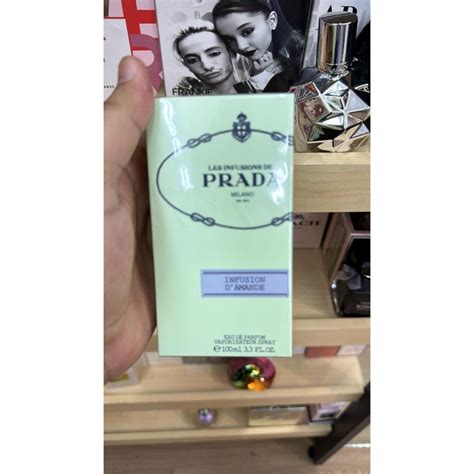 FRANKIE
LES INFUSIONS DE
PRADA
MILANO
INFUSION
D'AMANDE
EAU DE PARFUM
VAPORISATEUR SPRAY
℮100ml 3.3 FL.OZ.